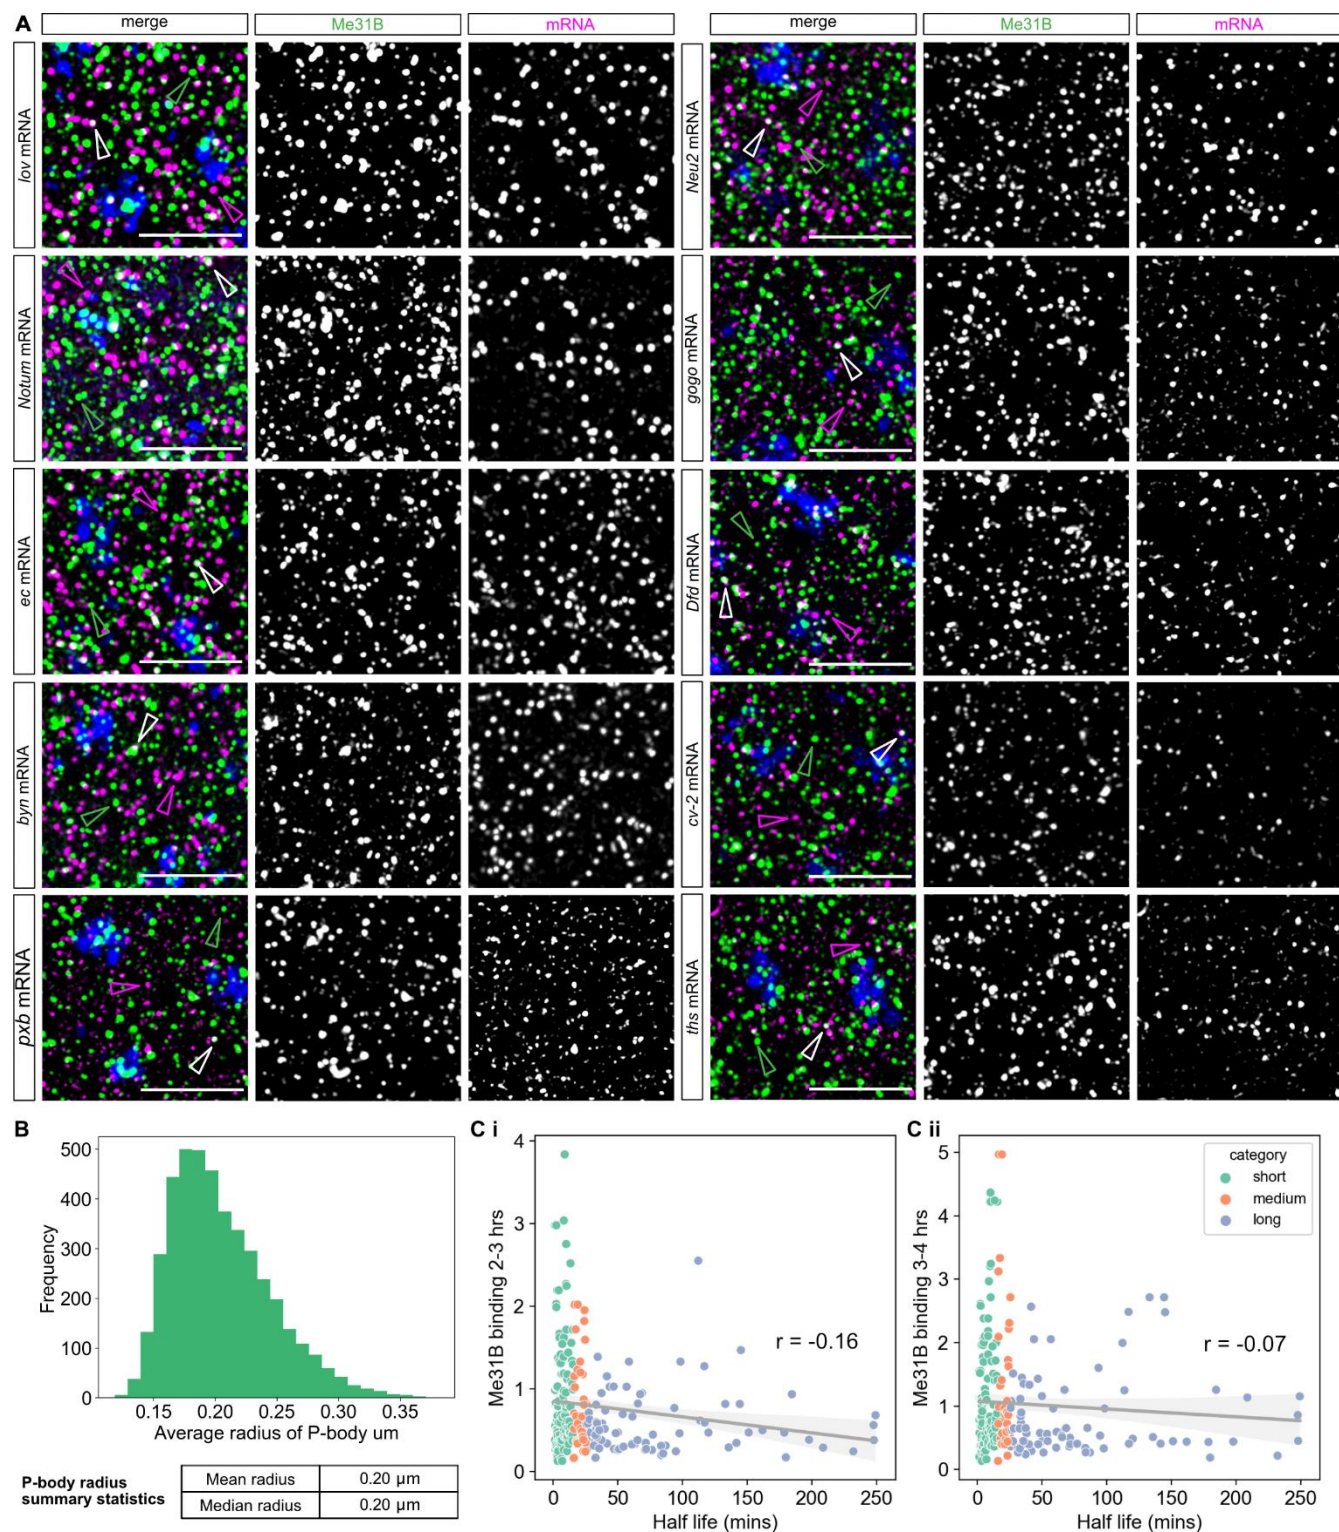 A
merge
Me31B
mRNA
merge
Me31B
mRNA
lov mRNA
Neu2 mRNA
Notum mRNA
gogo mRNA
ec mRNA
Dfd mRNA
byn mRNA
cv-2 mRNA
pxb mRNA
ths mRNA
B
500
400
300
200
100
0
Frequency
0.15
0.20
0.25
0.30
0.35
Average radius of P-body um
P-body radius
summary statistics
Mean radius
0.20 µm
Median radius
0.20 µm
C i
4
3
2
1
0
Me31B binding 2-3 hrs
r = -0.16
0
50
100
150
200
250
Half life (mins)
C ii
5
4
3
2
1
0
Me31B binding 3-4 hrs
category
short
medium
long
r = -0.07
0
50
100
150
200
250
Half life (mins)